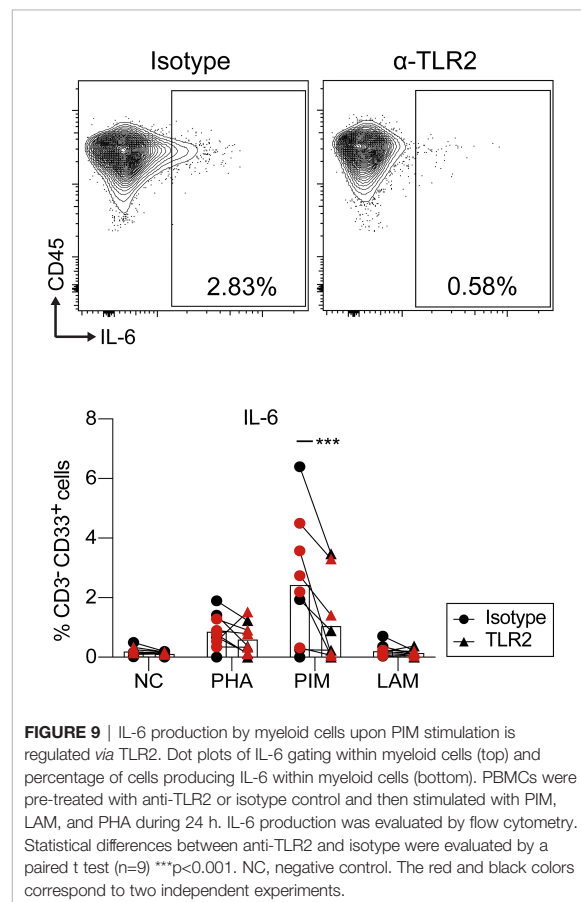 Isotype
α-TLR2
CD45
IL-6
2.83%
0.58%
IL-6
8
6
4
2
0
% CD3⁻CD33⁺ cells
***
Isotype
TLR2
NC PHA PIM LAM
FIGURE 9 | IL-6 production by myeloid cells upon PIM stimulation is
regulated via TLR2. Dot plots of IL-6 gating within myeloid cells (top) and
percentage of cells producing IL-6 within myeloid cells (bottom). PBMCs were
pre-treated with anti-TLR2 or isotype control and then stimulated with PIM,
LAM, and PHA during 24 h. IL-6 production was evaluated by flow cytometry.
Statistical differences between anti-TLR2 and isotype were evaluated by a
paired t test (n=9) ***p<0.001. NC, negative control. The red and black colors
correspond to two independent experiments.